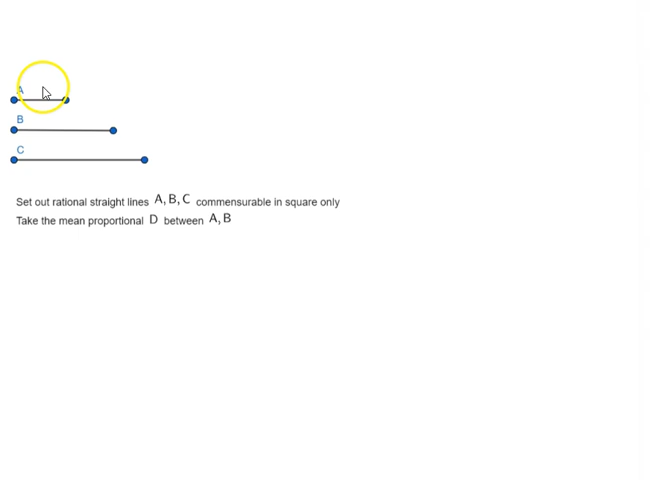 A
B
C
Set out rational straight lines A, B, C commensurable in square only
Take the mean proportional D between A, B